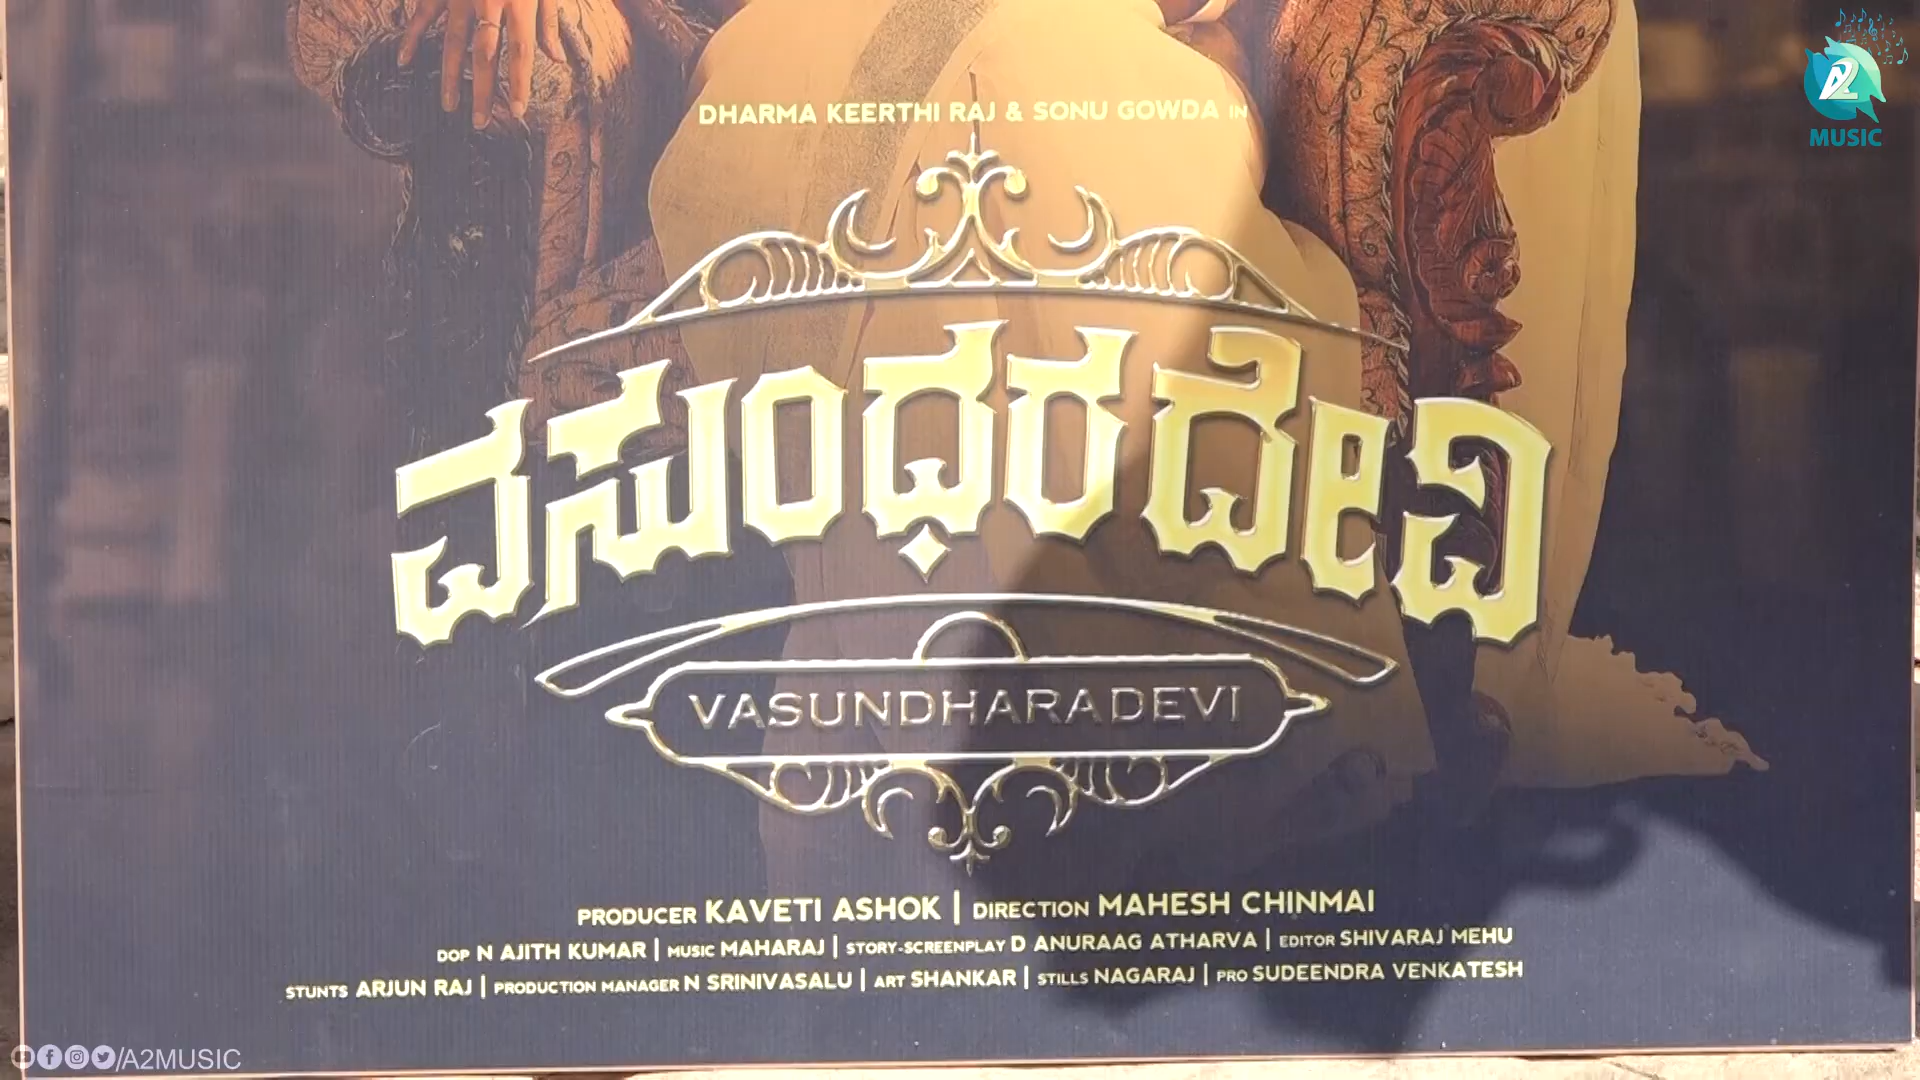 A2
MUSIC
DHARMA KEERTHI RAJ & SONU GOWDA IN
ವಸುಂಧರ ದೇವಿ
VASUNDHARADEVI
PRODUCER KAVETI ASHOK | DIRECTION MAHESH CHINMAI
DOP N AJITH KUMAR | MUSIC MAHARAJ | STORY-SCREENPLAY D ANURAAG ATHARVA | EDITOR SHIVARAJ MEHU
STUNTS ARJUN RAJ | PRODUCTION MANAGER N SRINIVASALU | ART SHANKAR | STILLS NAGARAJ | PRO SUDEENDRA VENKATESH
/A2MUSIC